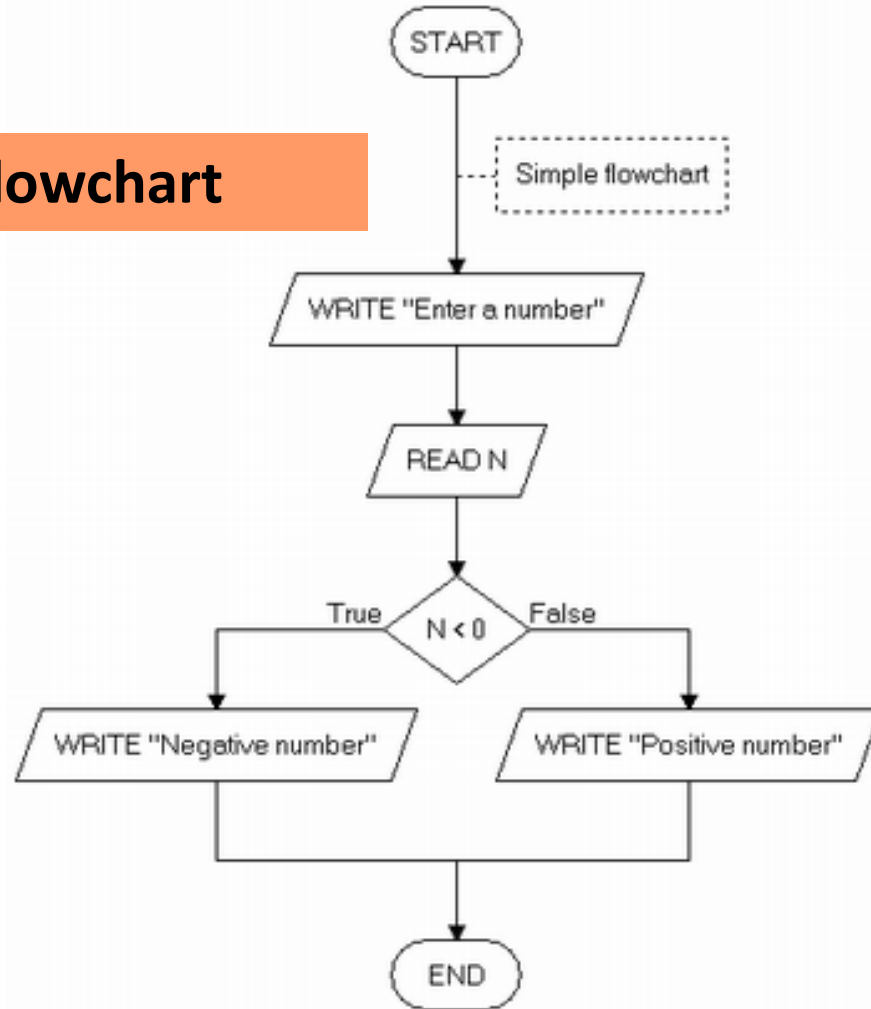 START
lowchart
Simple flowchart
WRITE "Enter a number"
READ N
True
N < 0
False
WRITE "Negative number"
WRITE "Positive number"
END